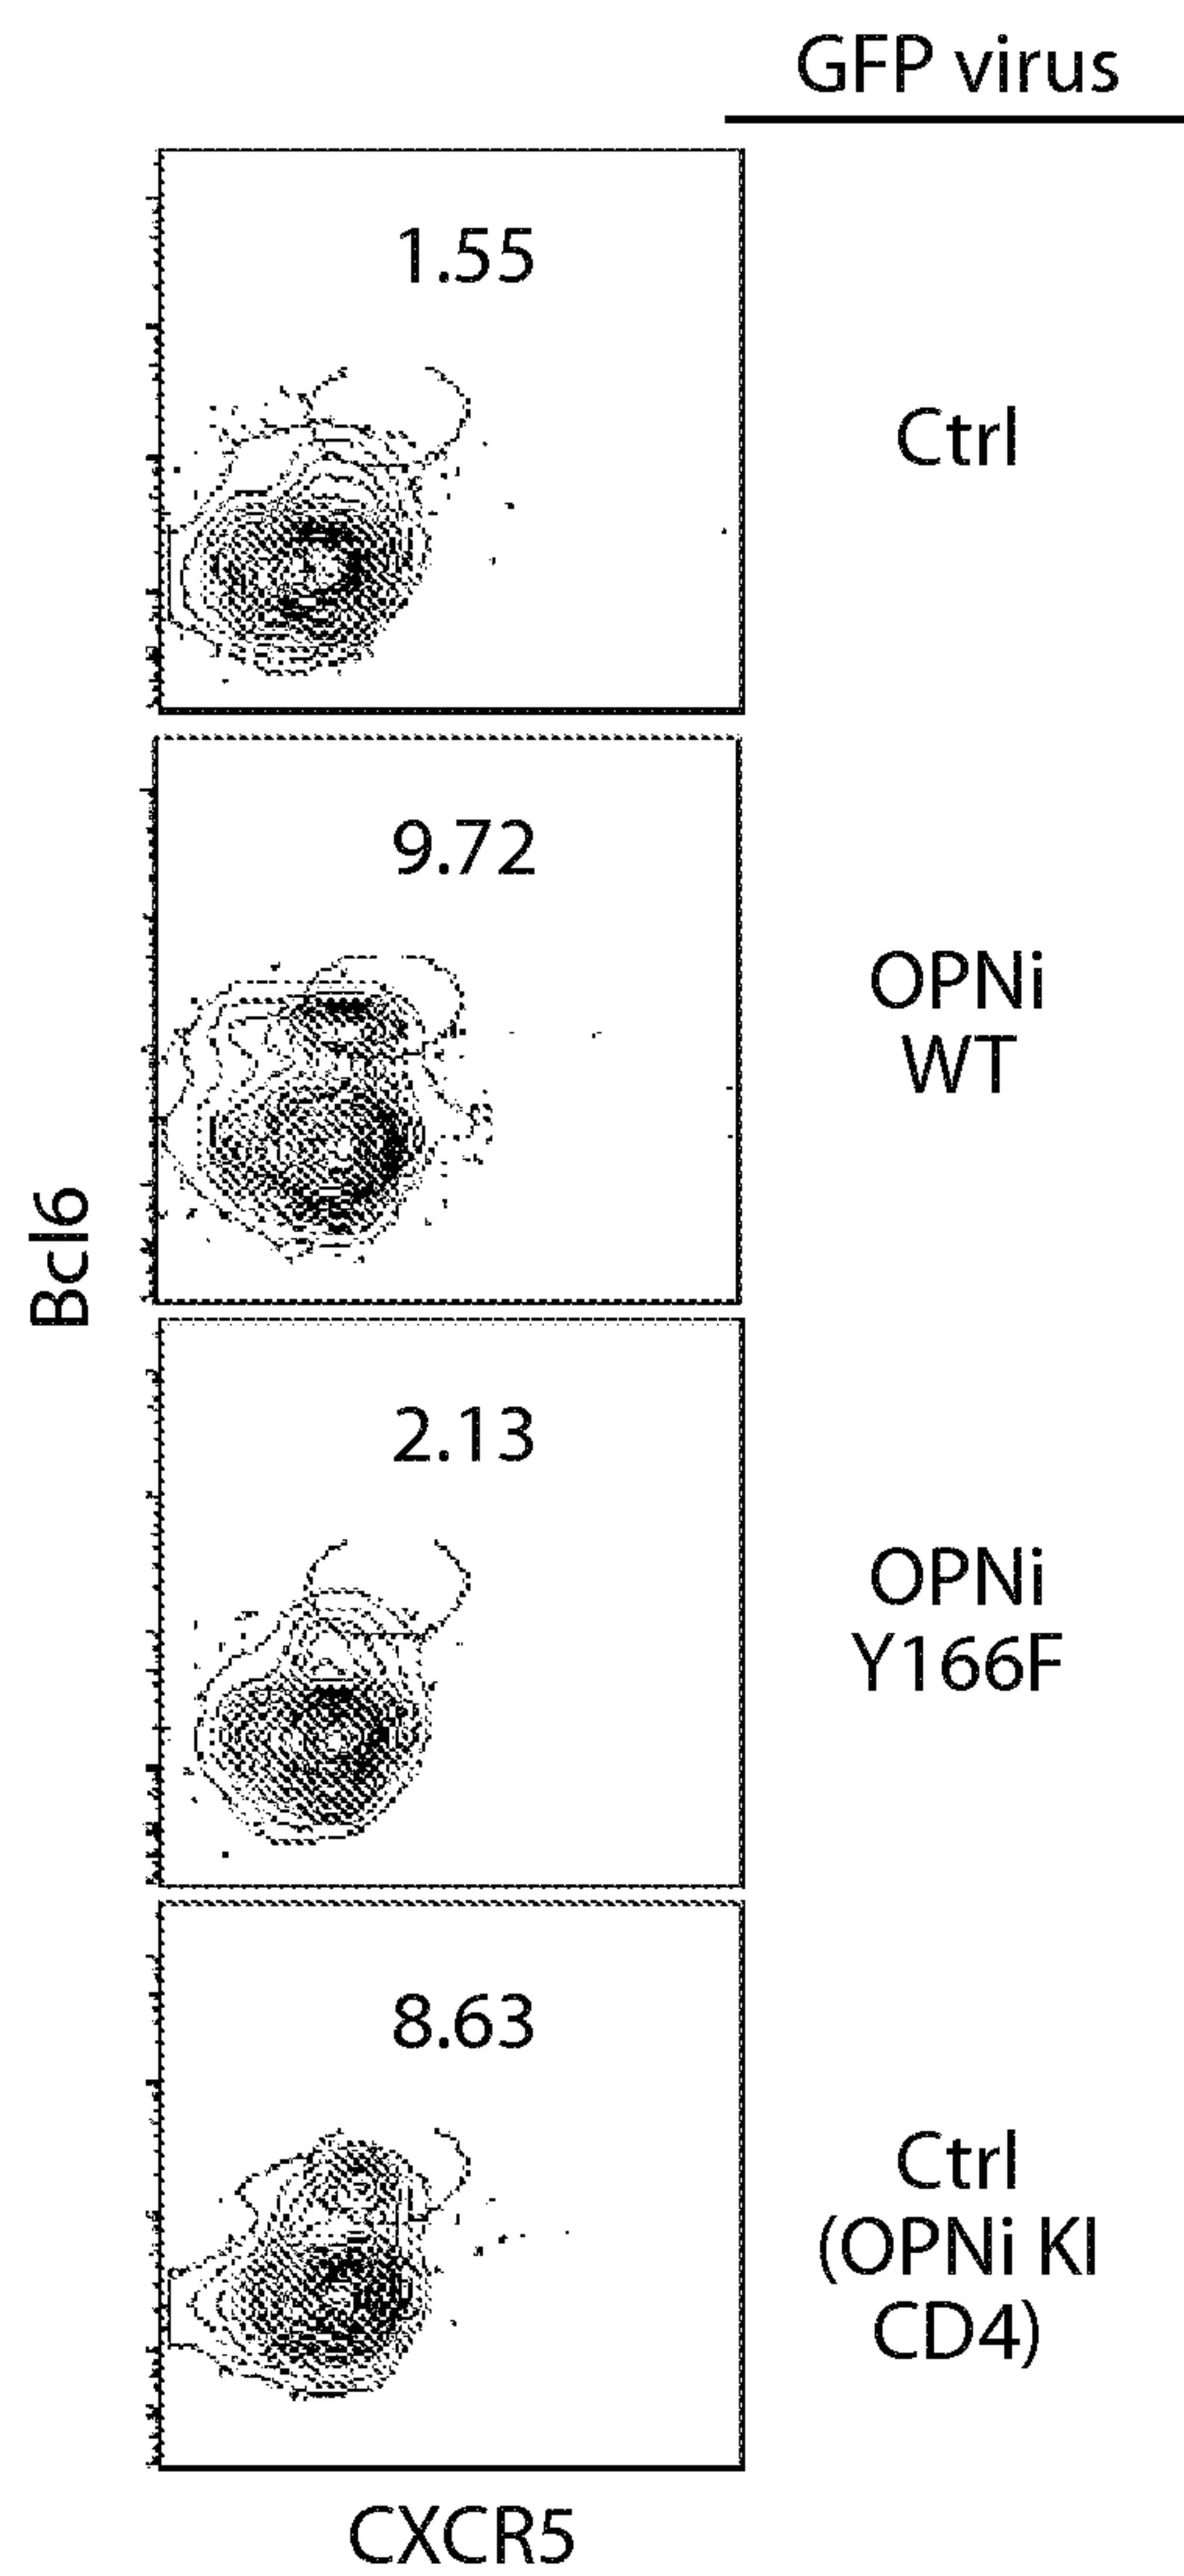 GFP virus
1.55
Ctrl
9.72
OPNi
WT
Bcl6
2.13
OPNi
Y166F
8.63
Ctrl
(OPNi KI
CD4)
CXCR5